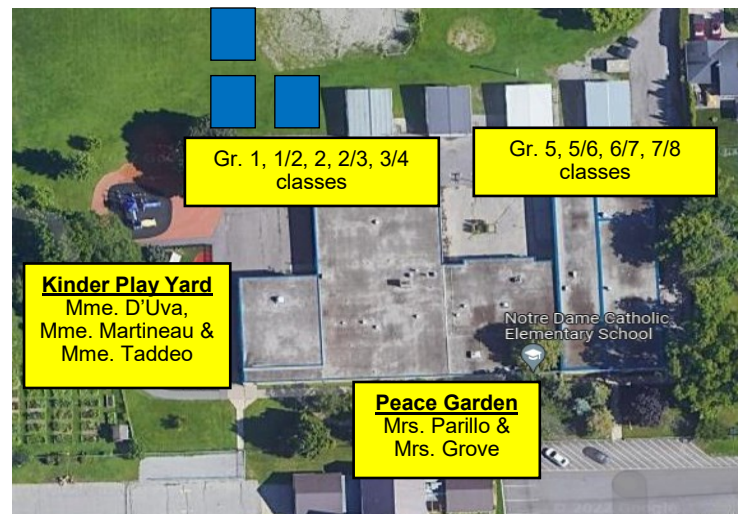 Gr. 1, 1/2, 2, 2/3, 3/4
classes
Gr. 5, 5/6, 6/7, 7/8
classes
Kinder Play Yard
Mme. D'Uva,
Mme. Martineau &
Mme. Taddeo
Notre Dame Catholic
Elementary School
Peace Garden
Mrs. Parillo &
Mrs. Grove